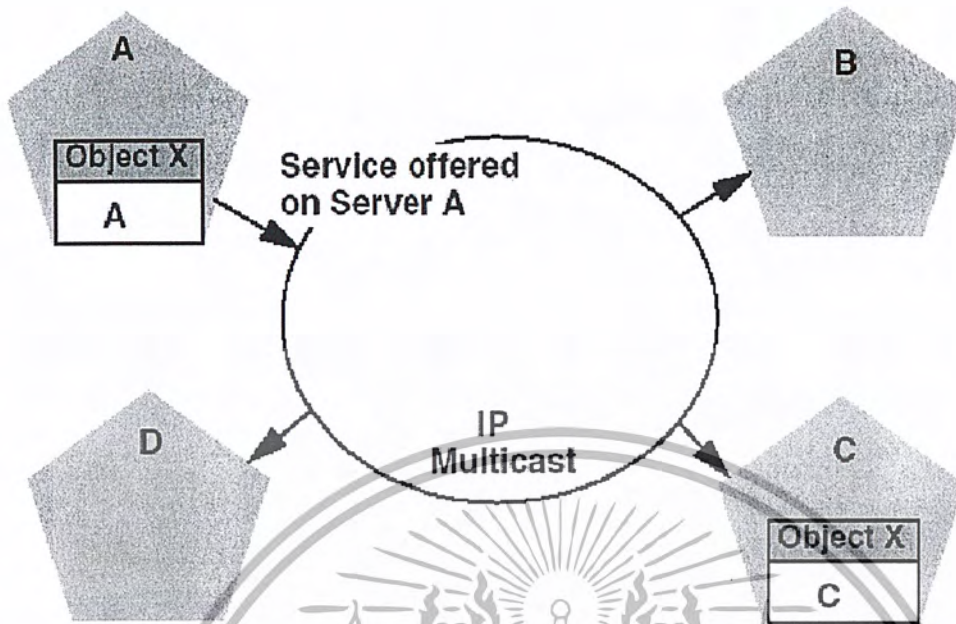 A
Object X
A
Service offered
on Server A
B
D
IP
Multicast
C
Object X
C